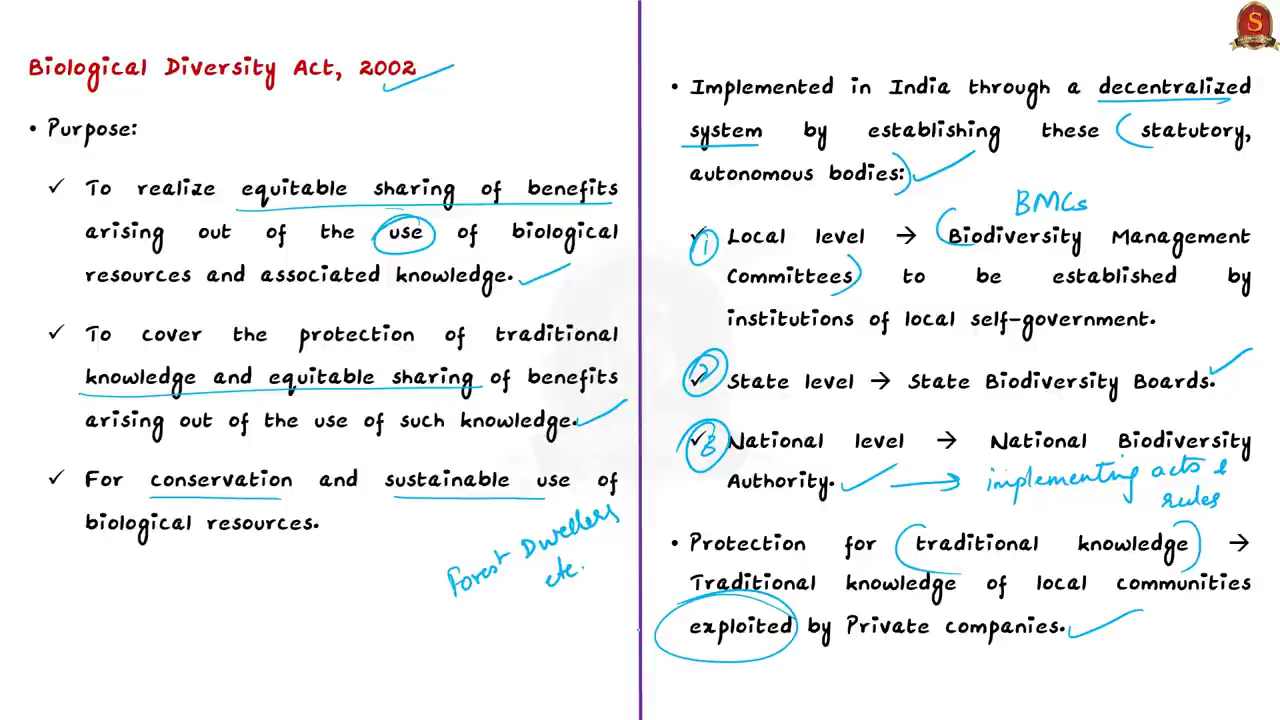 Biological Diversity Act, 2002
• Purpose:
✓ To realize equitable sharing of benefits
arising out of the use of biological
resources and associated knowledge.
✓ To cover the protection of traditional
knowledge and equitable sharing of benefits
arising out of the use of such knowledge.
✓ For conservation and sustainable use of
biological resources.
Forest Dwellers
etc.
• Implemented in India through a decentralized
system by establishing these statutory,
autonomous bodies:
BMCs
1 Local level → Biodiversity Management
Committees to be established by
institutions of local self-government.
2 State level → State Biodiversity Boards.
3 National level → National Biodiversity
Authority. → implementing acts &
rules
• Protection for traditional knowledge →
Traditional knowledge of local communities
exploited by Private companies.
S